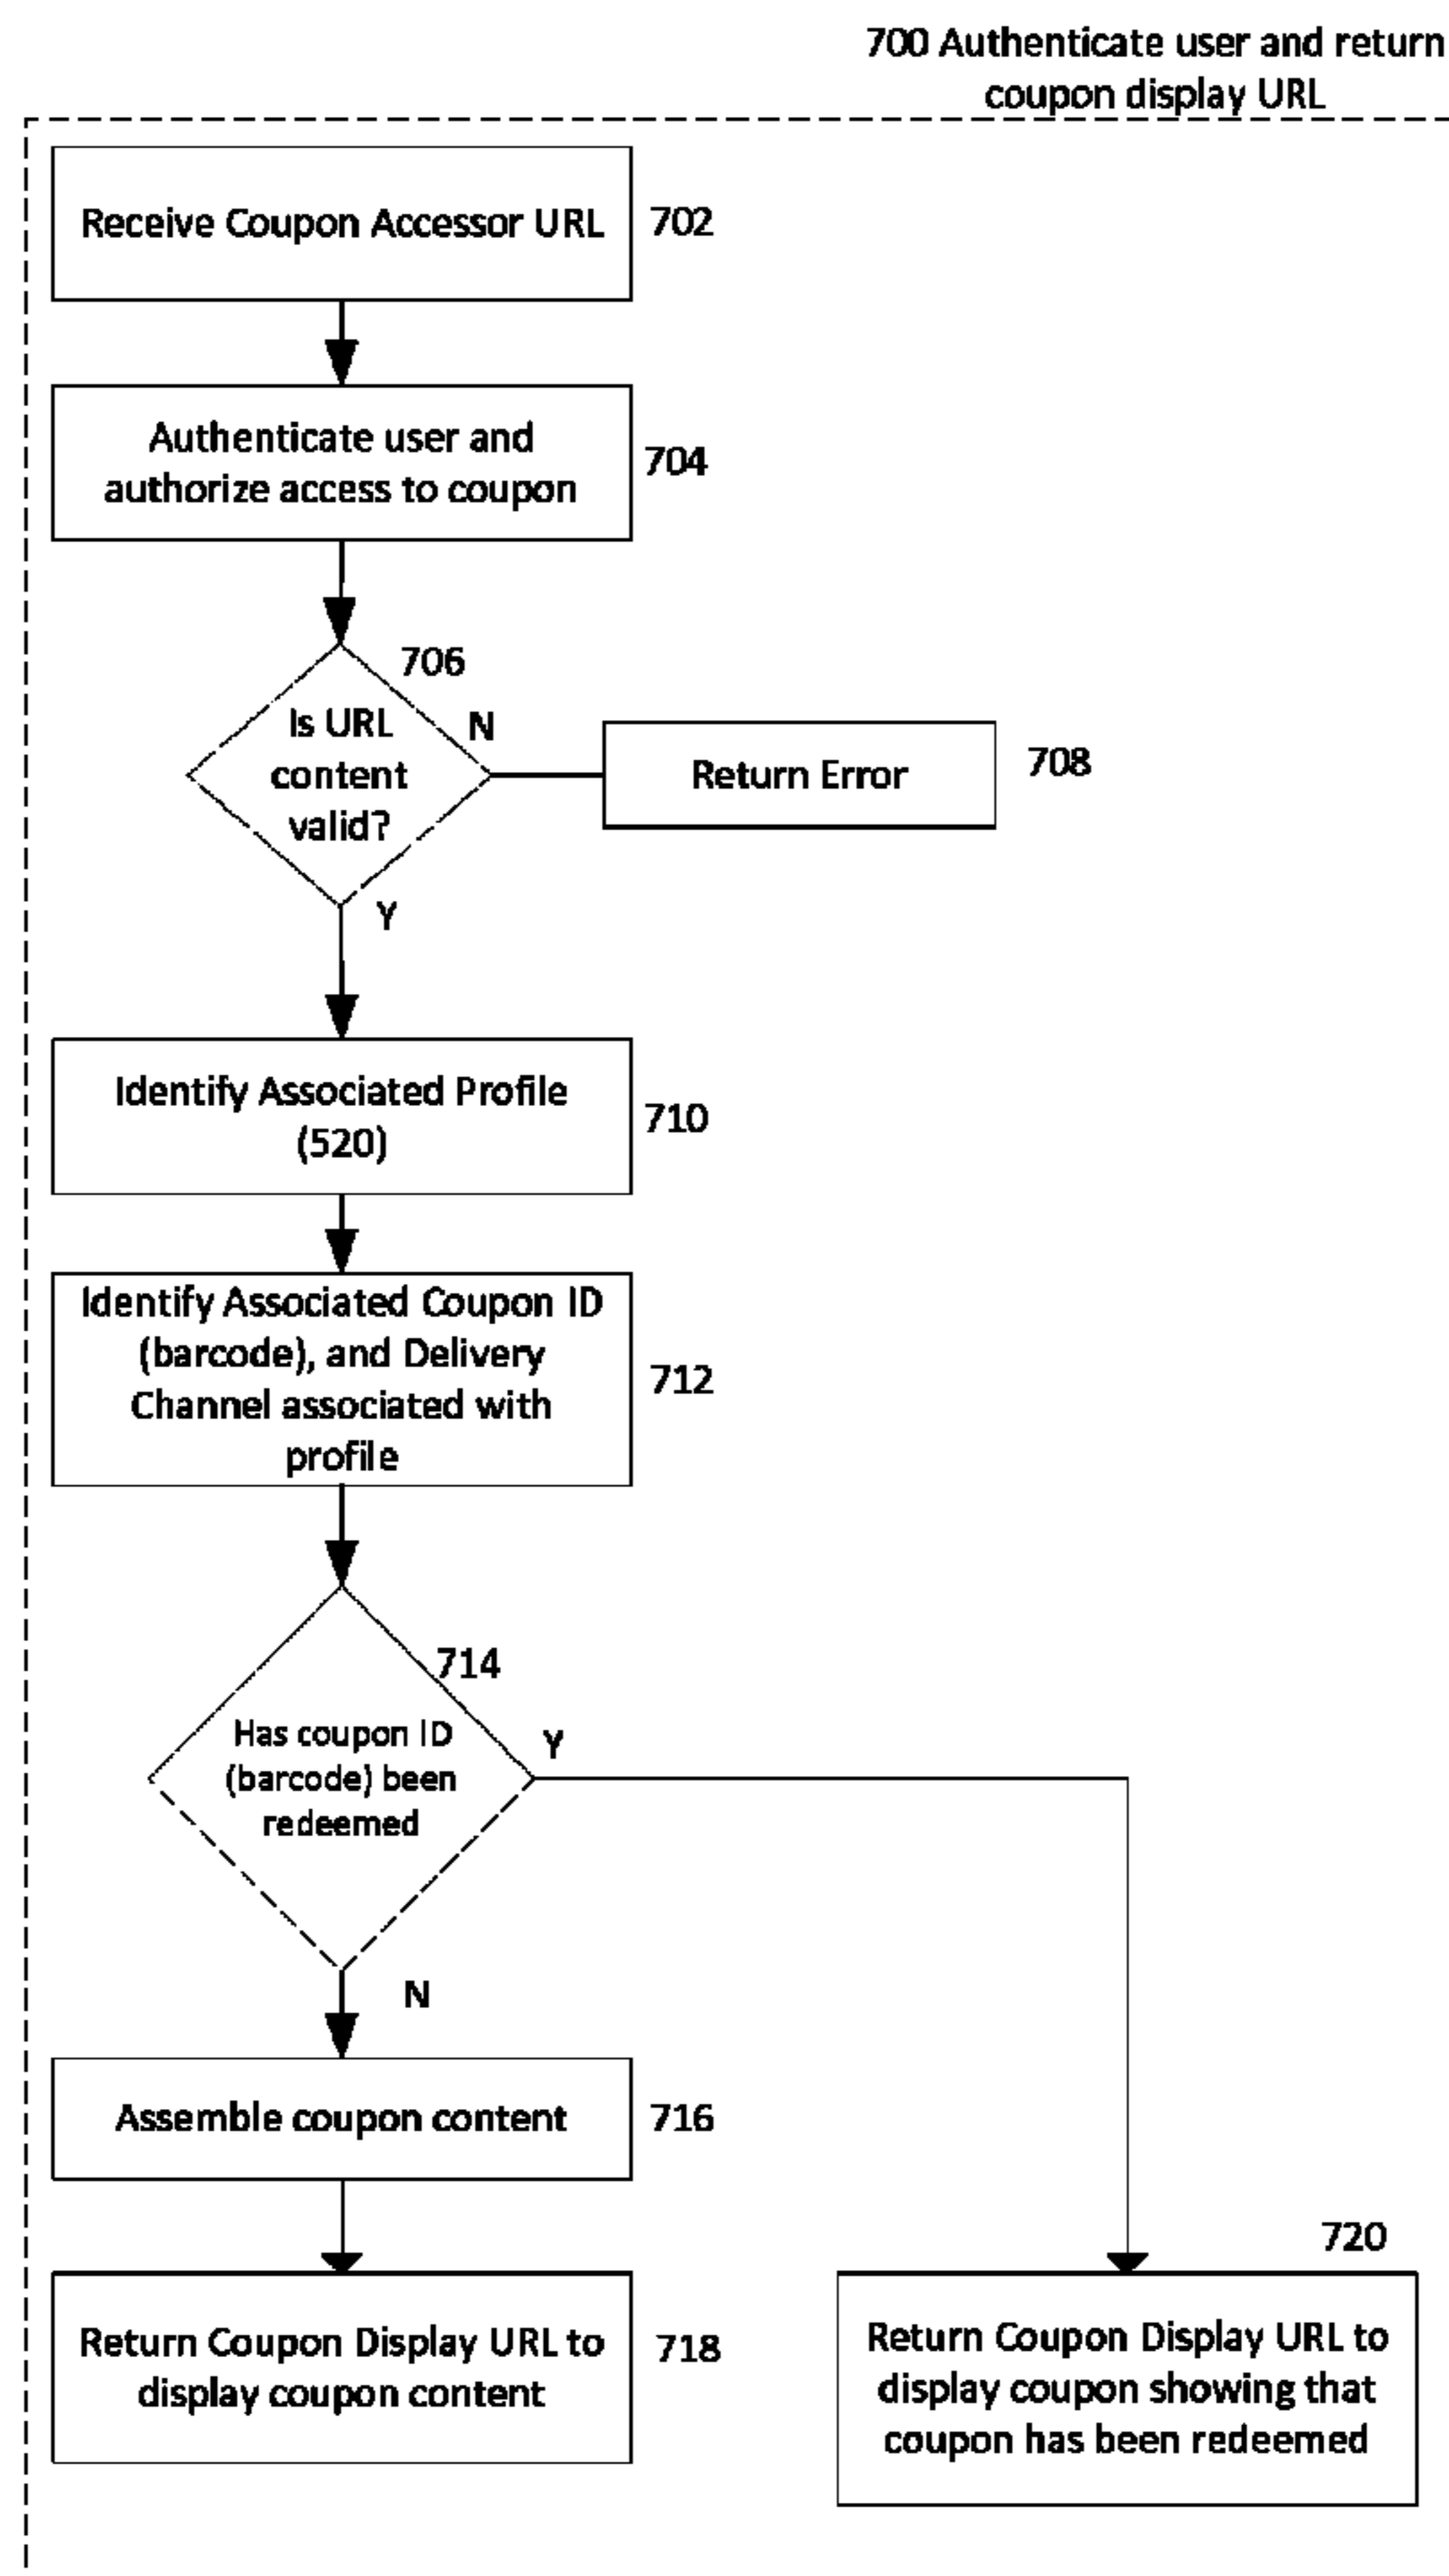 700 Authenticate user and return
coupon display URL
Receive Coupon Accessor URL
702
Authenticate user and
authorize access to coupon
704
706
Is URL
content
valid?
N
Return Error
708
Y
Identify Associated Profile
(520)
710
Identify Associated Coupon ID
(barcode), and Delivery
Channel associated with
profile
712
714
Has coupon ID
(barcode) been
redeemed
Y
N
Assemble coupon content
716
Return Coupon Display URL to
display coupon content
718
720
Return Coupon Display URL to
display coupon showing that
coupon has been redeemed